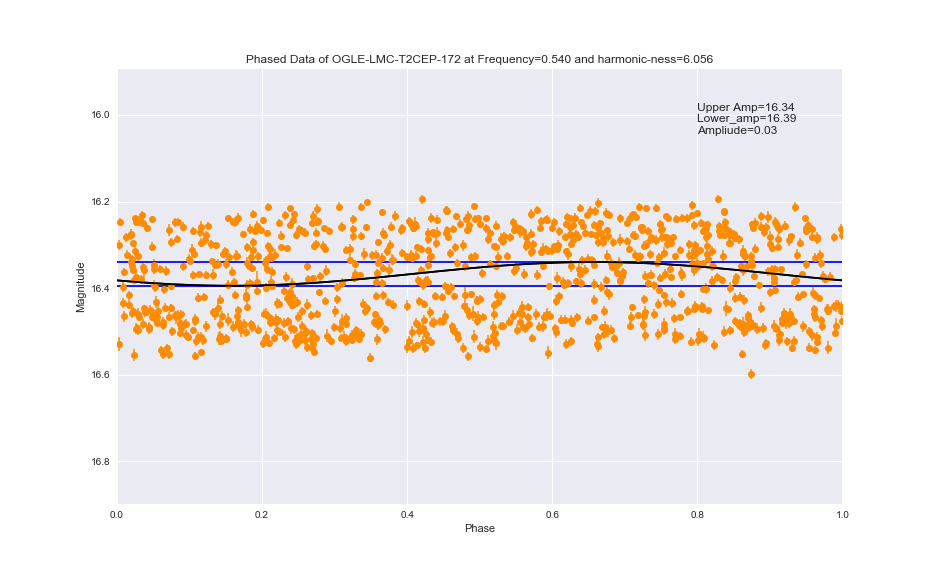 Phased Data of OGLE-LMC-T2CEP-172 at Frequency=0.540 and harmonic-ness=6.056
Upper Amp=16.34
Lower_amp=16.39
Ampliude=0.03
16.0
16.2
16.4
16.6
16.8
Magnitude
0.0 0.2 0.4 0.6 0.8 1.0
Phase